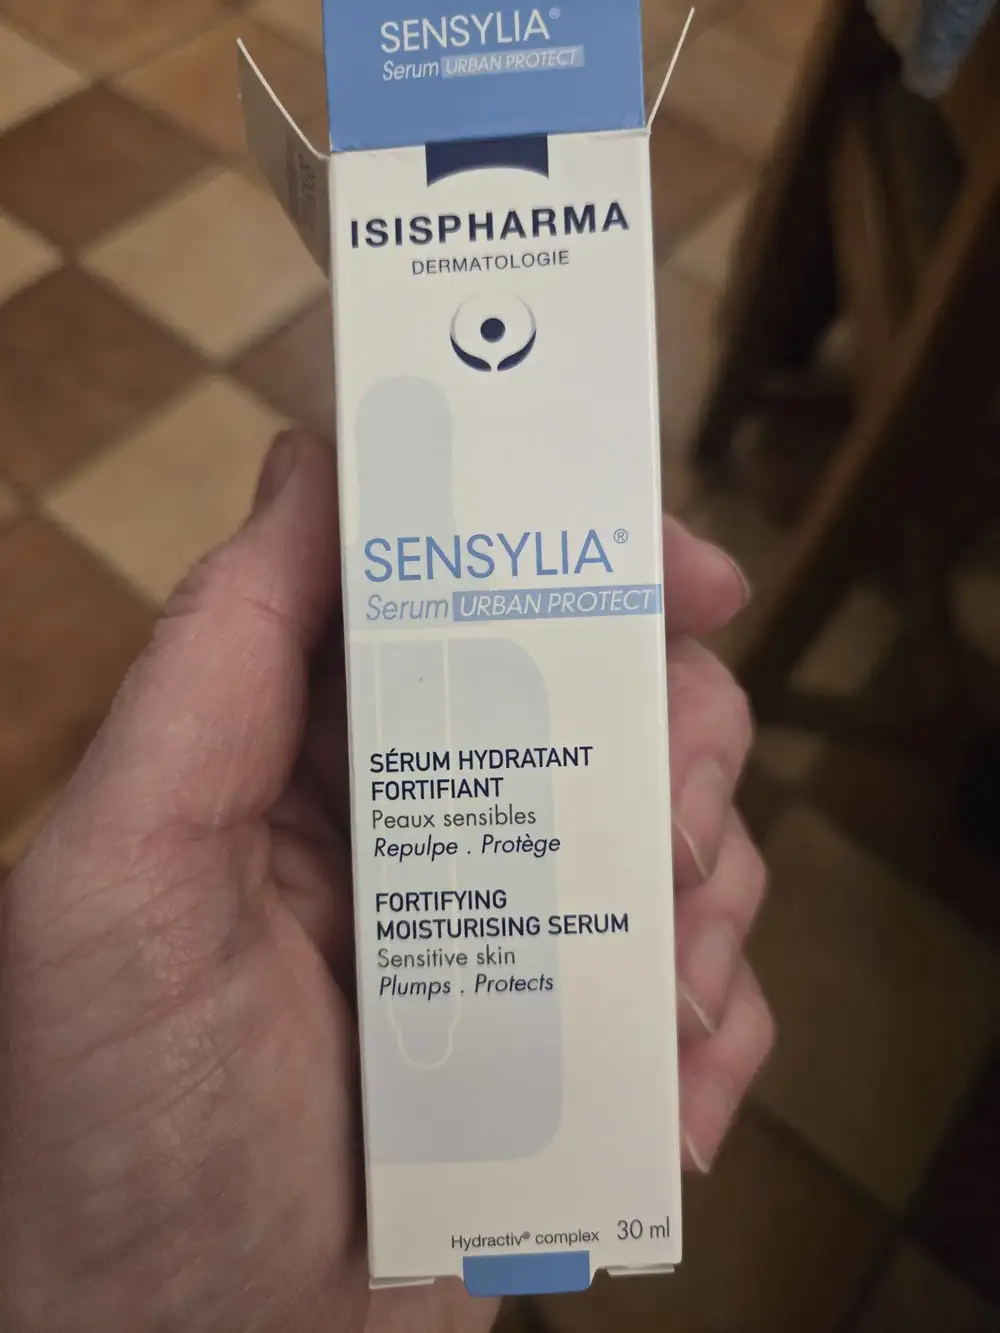 SENSYLIA®
Serum URBAN PROTECT
ISISPHARMA
DERMATOLOGIE
SENSYLIA®
Serum URBAN PROTECT
SÉRUM HYDRATANT
FORTIFIANT
Peaux sensibles
Repulpe . Protège
FORTIFYING
MOISTURISING SERUM
Sensitive skin
Plumps . Protects
Hydractiv® complex 30 ml